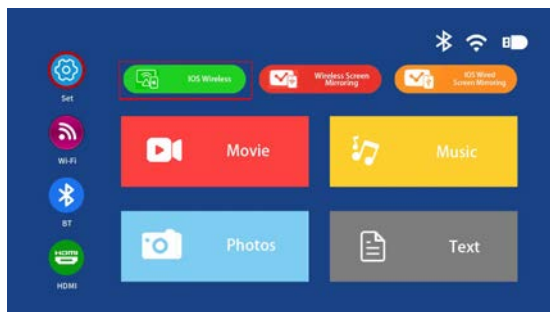 IOS Wireless
Wireless Screen
Mirroring
IOS Wired
Screen Mirroring
Set
Wi-Fi
BT
HDMI
HDMI
Movie
Music
Photos
Text